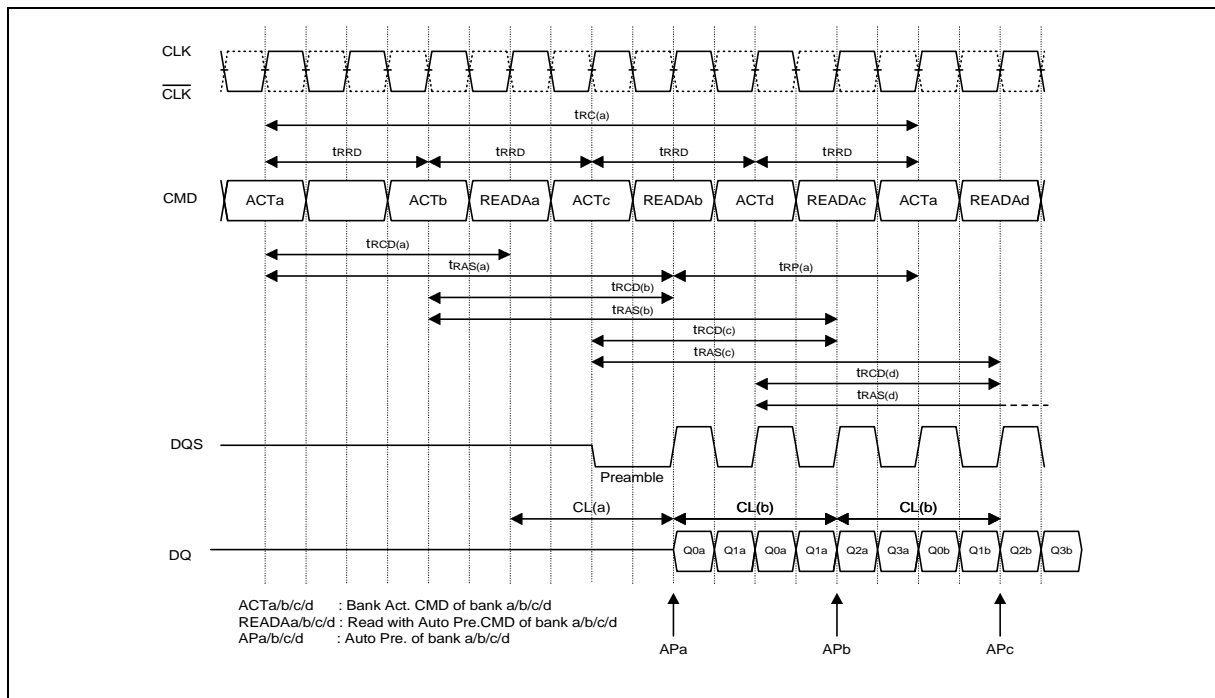 CLK
CLK
tRC(a)
tRRD tRRD tRRD tRRD
CMD ACTa ACTb READAa ACTc READAb ACTd READAc ACTa READAd
tRCD(a)
tRAS(a) tRP(a)
tRCD(b)
tRAS(b)
tRCD(c)
tRAS(c)
tRCD(d)
tRAS(d)
DQS
Preamble
CL(a) CL(b) CL(b)
DQ Q0a Q1a Q0a Q1a Q2a Q3a Q0b Q1b Q2b Q3b
ACTa/b/c/d : Bank Act. CMD of bank a/b/c/d
READAa/b/c/d : Read with Auto Pre.CMD of bank a/b/c/d
APa/b/c/d : Auto Pre. of bank a/b/c/d
APa APb APc